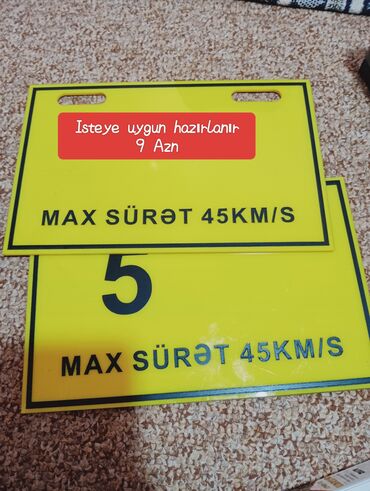 Isteye uygun hazırlanır
9 Azn
MAX SÜRƏT 45KM/S
5
MAX SÜRƏT 45KM/S